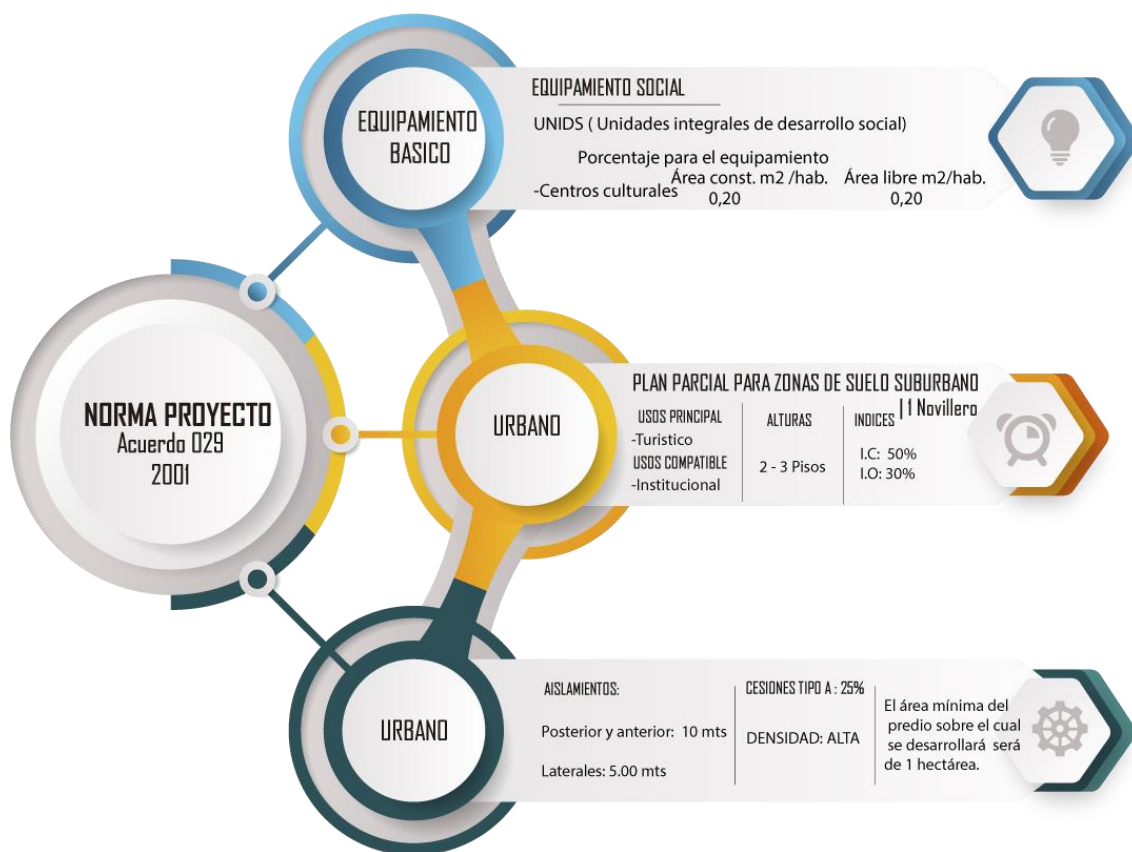 NORMA PROYECTO
Acuerdo 029
2001
EQUIPAMIENTO
BASICO
EQUIPAMIENTO SOCIAL
UNIDS ( Unidades integrales de desarrollo social)
Porcentaje para el equipamiento
Área const. m2 /hab. Área libre m2/hab.
-Centros culturales 0,20 0,20
URBANO
PLAN PARCIAL PARA ZONAS DE SUELO SUBURBANO
| 1 Novillero
USOS PRINCIPAL
-Turistico
USOS COMPATIBLE
-Institucional
ALTURAS
2 - 3 Pisos
INDICES
I.C: 50%
I.O: 30%
URBANO
AISLAMIENTOS:
Posterior y anterior: 10 mts
Laterales: 5.00 mts
CESIONES TIPO A : 25%
DENSIDAD: ALTA
El área mínima del
predio sobre el cual
se desarrollará será
de 1 hectárea.